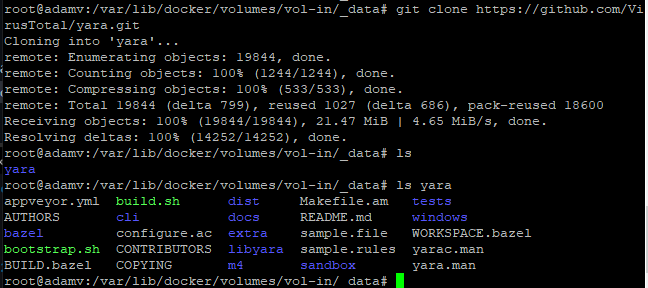 root@adamv:/var/lib/docker/volumes/vol-in/_data# git clone https://github.com/Vi
rusTotal/yara.git
Cloning into 'yara'...
remote: Enumerating objects: 19844, done.
remote: Counting objects: 100% (1244/1244), done.
remote: Compressing objects: 100% (533/533), done.
remote: Total 19844 (delta 799), reused 1027 (delta 686), pack-reused 18600
Receiving objects: 100% (19844/19844), 21.47 MiB | 4.65 MiB/s, done.
Resolving deltas: 100% (14252/14252), done.
root@adamv:/var/lib/docker/volumes/vol-in/_data# ls
yara
root@adamv:/var/lib/docker/volumes/vol-in/_data# ls yara
appveyor.yml build.sh dist Makefile.am tests
AUTHORS cli docs README.md windows
bazel configure.ac extra sample.file WORKSPACE.bazel
bootstrap.sh CONTRIBUTORS libyara sample.rules yarac.man
BUILD.bazel COPYING m4 sandbox yara.man
root@adamv:/var/lib/docker/volumes/vol-in/_data#